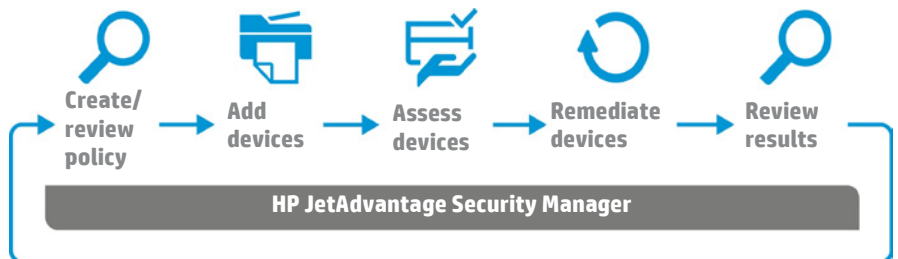 Create/
review
policy
Add
devices
Assess
devices
Remediate
devices
Review
results
HP JetAdvantage Security Manager